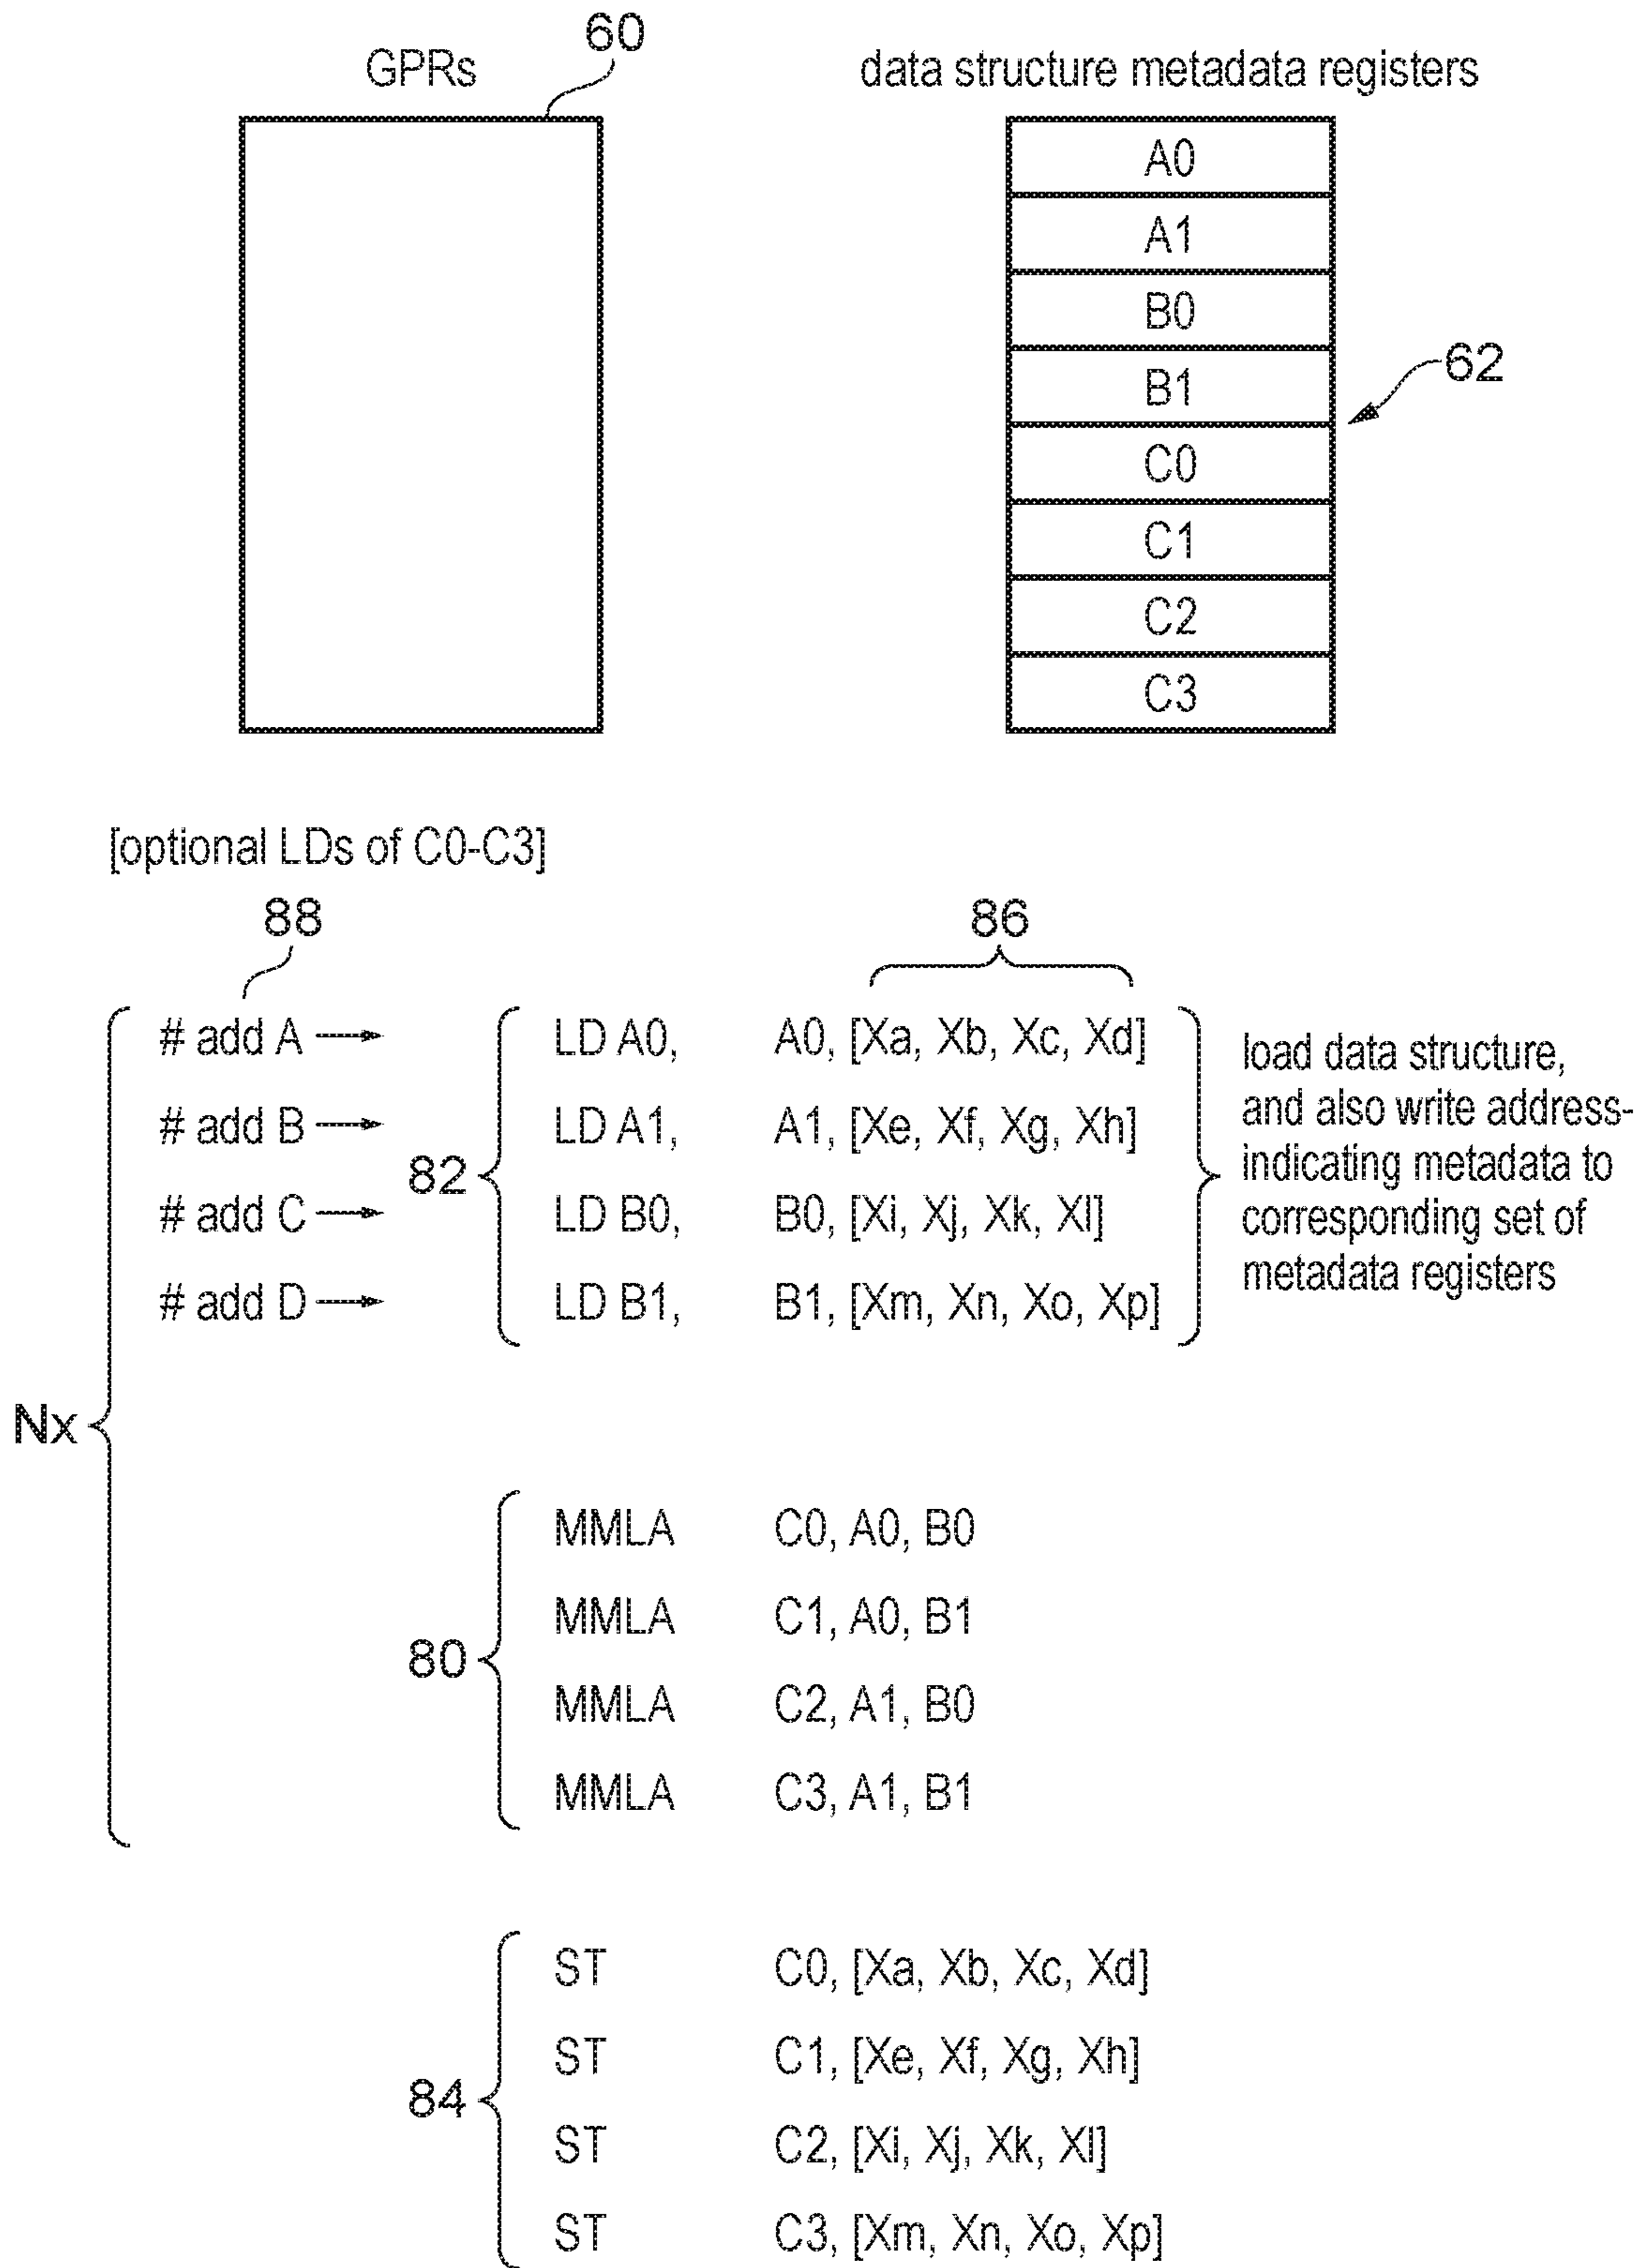 60
GPRs
data structure metadata registers
A0
A1
B0
B1
62
C0
C1
C2
C3
[optional LDs of C0-C3]
88
86
# add A LD A0, A0, [Xa, Xb, Xc, Xd]
# add B LD A1, A1, [Xe, Xf, Xg, Xh]
82
# add C LD B0, B0, [Xi, Xj, Xk, Xl]
# add D LD B1, B1, [Xm, Xn, Xo, Xp]
load data structure,
and also write address-
indicating metadata to
corresponding set of
metadata registers
Nx
MMLA C0, A0, B0
MMLA C1, A0, B1
80
MMLA C2, A1, B0
MMLA C3, A1, B1
ST C0, [Xa, Xb, Xc, Xd]
ST C1, [Xe, Xf, Xg, Xh]
84
ST C2, [Xi, Xj, Xk, Xl]
ST C3, [Xm, Xn, Xo, Xp]